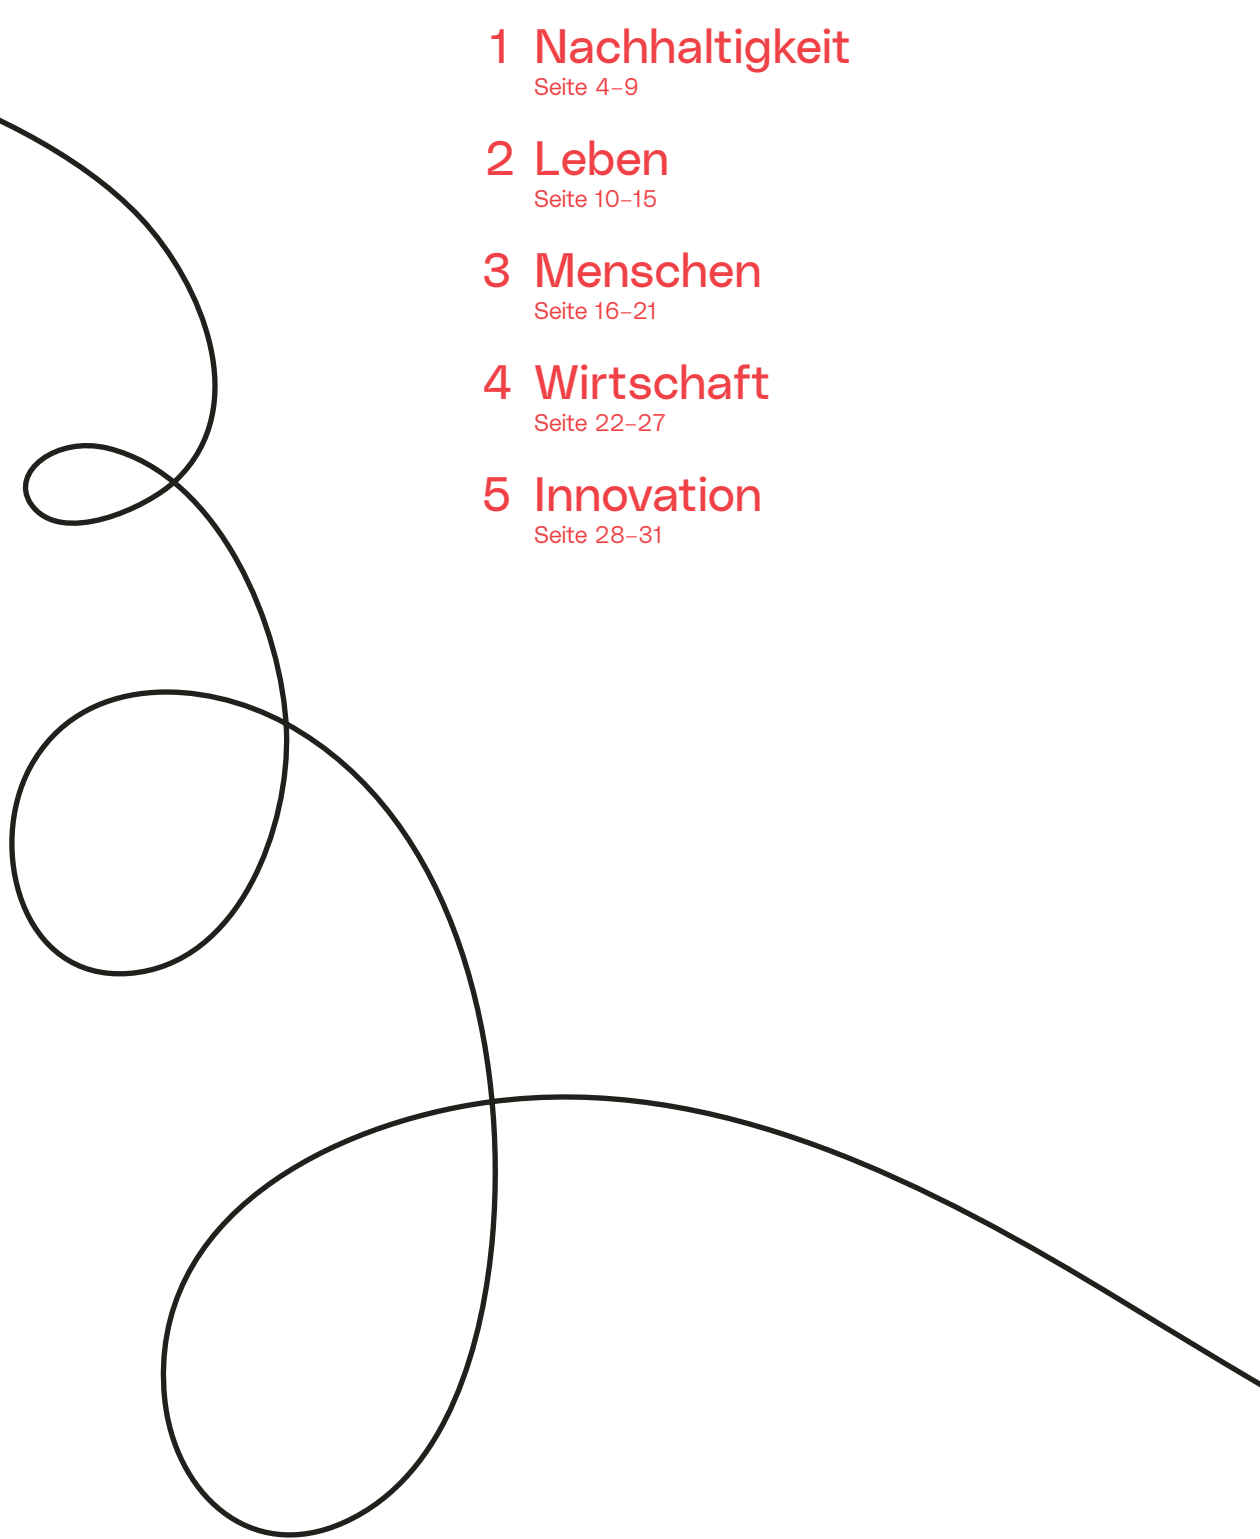 1 Nachhaltigkeit
Seite 4–9
2 Leben
Seite 10–15
3 Menschen
Seite 16–21
4 Wirtschaft
Seite 22–27
5 Innovation
Seite 28–31